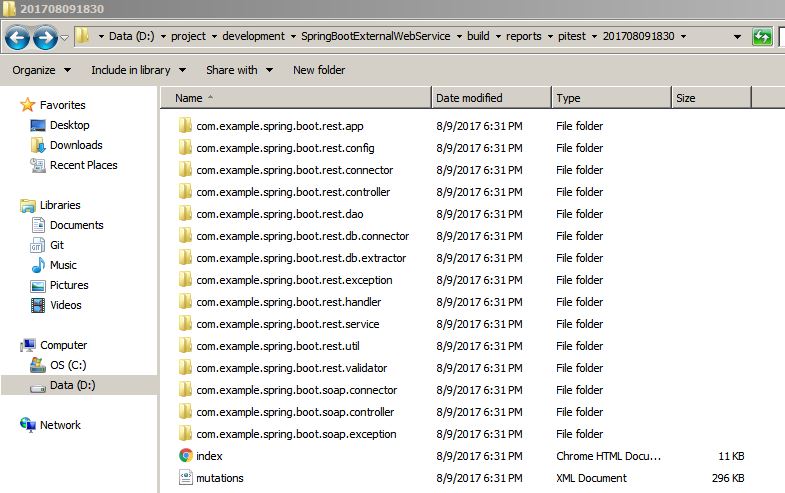 201708091830
Data (D:) project development SpringBootExternalWebService build reports pitest 201708091830
Organize Include in library Share with New folder
Name Date modified Type Size
Favorites
Desktop
Downloads
Recent Places
Libraries
Documents
Git
Music
Pictures
Videos
Computer
OS (C:)
Data (D:)
Network
com.example.spring.boot.rest.app 8/9/2017 6:31 PM File folder
com.example.spring.boot.rest.config 8/9/2017 6:31 PM File folder
com.example.spring.boot.rest.connector 8/9/2017 6:31 PM File folder
com.example.spring.boot.rest.controller 8/9/2017 6:31 PM File folder
com.example.spring.boot.rest.dao 8/9/2017 6:31 PM File folder
com.example.spring.boot.rest.db.connector 8/9/2017 6:31 PM File folder
com.example.spring.boot.rest.db.extractor 8/9/2017 6:31 PM File folder
com.example.spring.boot.rest.exception 8/9/2017 6:31 PM File folder
com.example.spring.boot.rest.handler 8/9/2017 6:31 PM File folder
com.example.spring.boot.rest.service 8/9/2017 6:31 PM File folder
com.example.spring.boot.rest.util 8/9/2017 6:31 PM File folder
com.example.spring.boot.rest.validator 8/9/2017 6:31 PM File folder
com.example.spring.boot.soap.connector 8/9/2017 6:31 PM File folder
com.example.spring.boot.soap.controller 8/9/2017 6:31 PM File folder
com.example.spring.boot.soap.exception 8/9/2017 6:31 PM File folder
index 8/9/2017 6:31 PM Chrome HTML Docu... 11 KB
mutations 8/9/2017 6:31 PM XML Document 296 KB